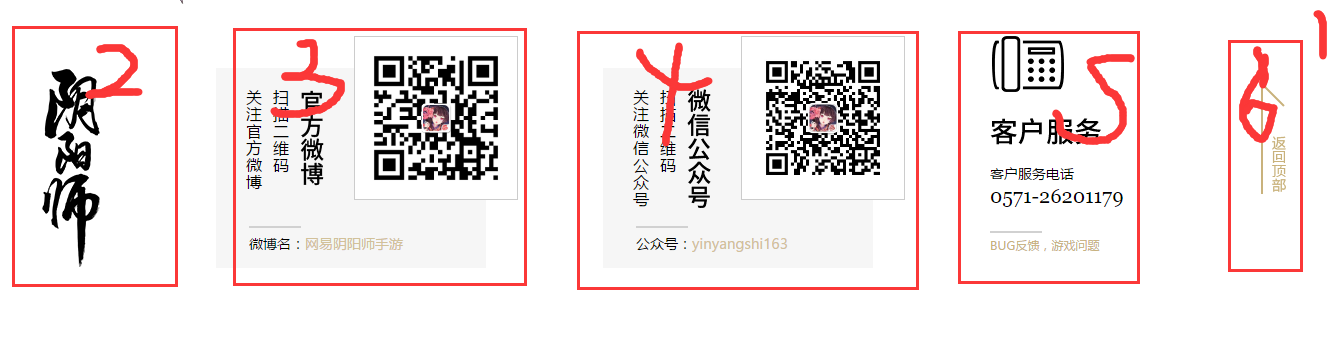 1
2
阴阳师
3
官方微博
扫描二维码
关注官方微博
微博名：网易阴阳师手游
4
微信公众号
扫描二维码
关注微信公众号
公众号：yinyangshi163
5
客户服务
客户服务电话
0571-26201179
BUG反馈，游戏问题
6
返回顶部